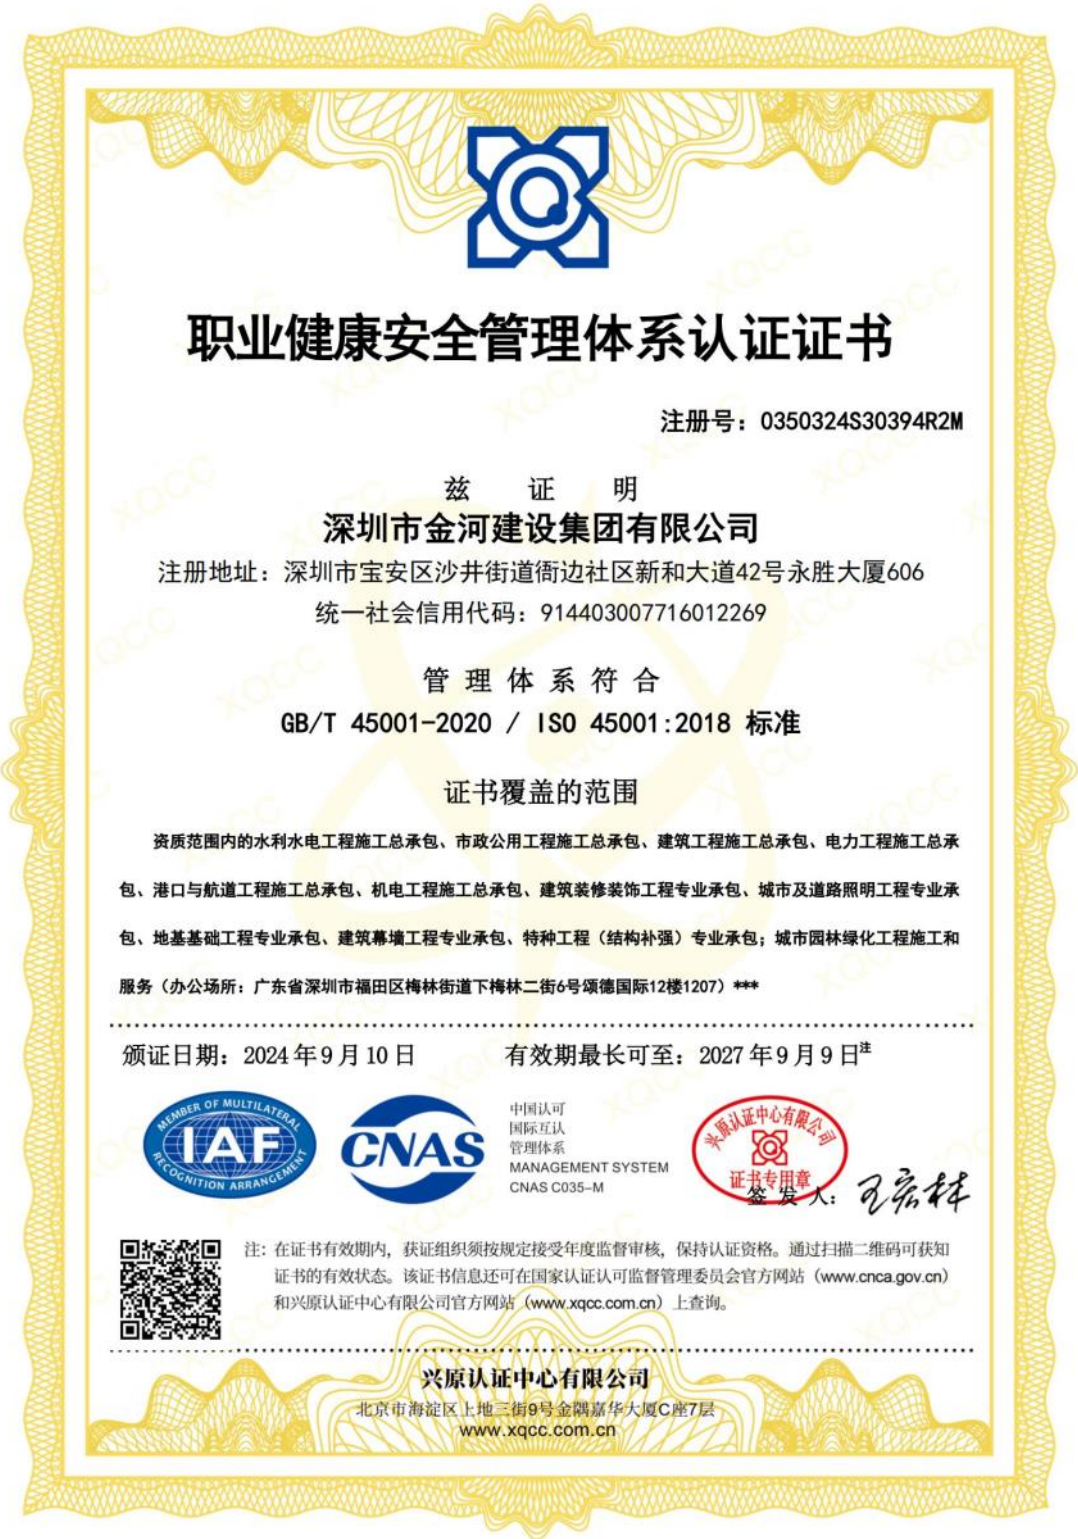 职业健康安全管理体系认证证书
注册号：0350324S30394R2M
兹 证 明
深圳市金河建设集团有限公司
注册地址：深圳市宝安区沙井街道衙边社区新和大道42号永胜大厦606
统一社会信用代码：914403007716012269
管 理 体 系 符 合
GB/T 45001-2020 / ISO 45001:2018 标准
证书覆盖的范围
资质范围内的水利水电工程施工总承包、市政公用工程施工总承包、建筑工程施工总承包、电力工程施工总承
包、港口与航道工程施工总承包、机电工程施工总承包、建筑装修装饰工程专业承包、城市及道路照明工程专业承
包、地基基础工程专业承包、建筑幕墙工程专业承包、特种工程（结构补强）专业承包；城市园林绿化工程施工和
服务（办公场所：广东省深圳市福田区梅林街道下梅林二街6号颂德国际12楼1207）***
颁证日期：2024年9月10日 有效期最长可至：2027年9月9日注
MEMBER OF MULTILATERAL
IAF
RECOGNITION ARRANGEMENT
CNAS
中国认可
国际互认
管理体系
MANAGEMENT SYSTEM
CNAS C035-M
兴原认证中心有限公司
证书专用章
签 发 人：王宏林
注：在证书有效期内，获证组织须按规定接受年度监督审核，保持认证资格。通过扫描二维码可获知
证书的有效状态。该证书信息还可在国家认证认可监督管理委员会官方网站（www.cnca.gov.cn）
和兴原认证中心有限公司官方网站（www.xqcc.com.cn）上查询。
兴原认证中心有限公司
北京市海淀区上地三街9号金隅嘉华大厦C座7层
www.xqcc.com.cn